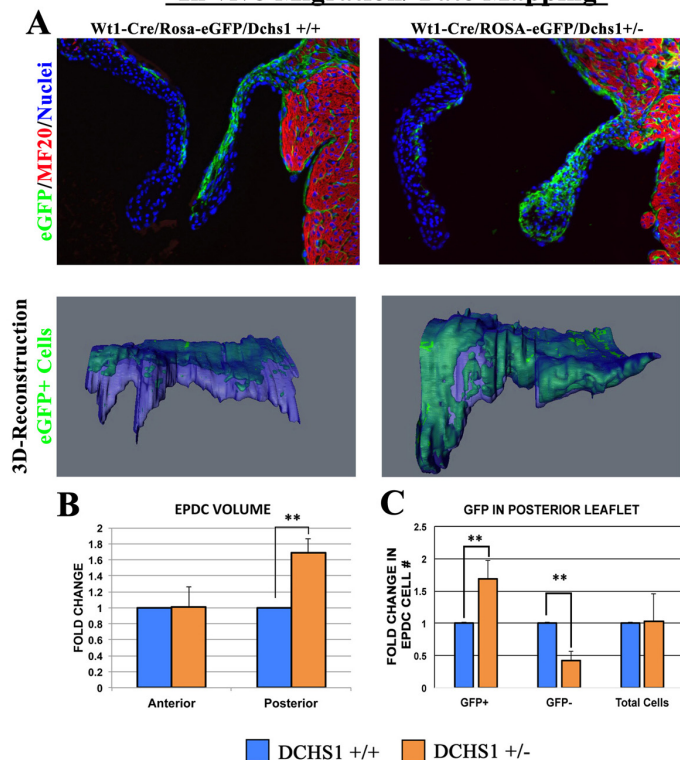 A
Wt1-Cre/Rosa-eGFP/Dchs1 +/+
Wt1-Cre/ROSA-eGFP/Dchs1+/-
eGFP/MF20/Nuclei
3D-Reconstruction
eGFP+ Cells
B
EPDC VOLUME
FOLD CHANGE
2
1.8
1.6
1.4
1.2
1
0.8
0.6
0.4
0.2
0
**
Anterior
Posterior
C
GFP IN POSTERIOR LEAFLET
FOLD CHANGE IN
EPDC CELL #
2.5
2
1.5
1
0.5
0
**
**
GFP+
GFP-
Total Cells
DCHS1 +/+
DCHS1 +/-